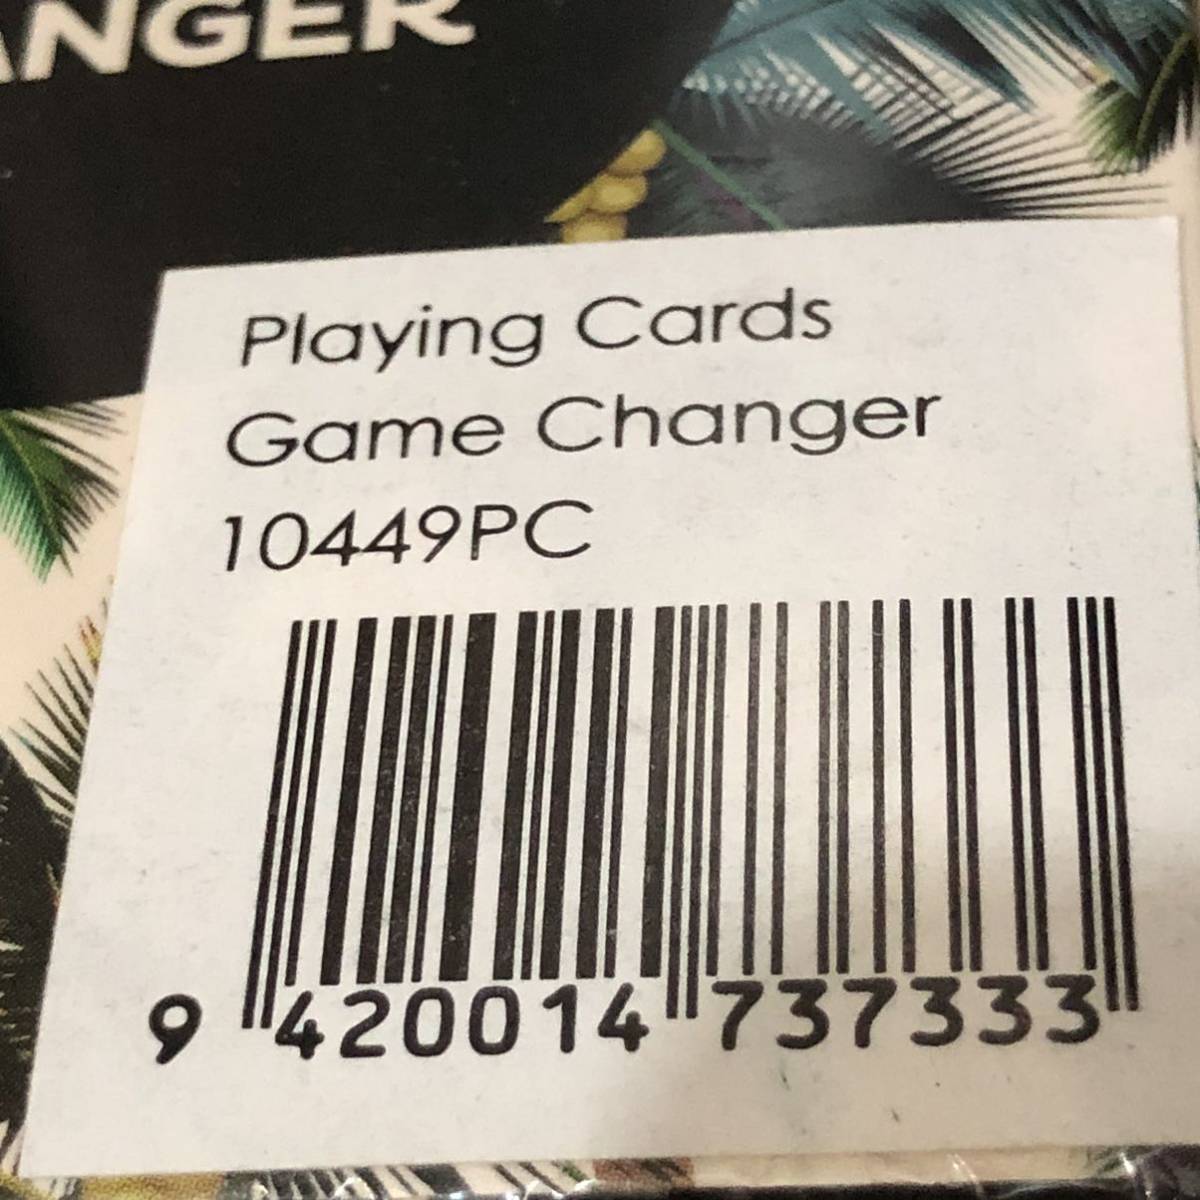 ANGER
Playing Cards
Game Changer
10449PC
9 420014 737333